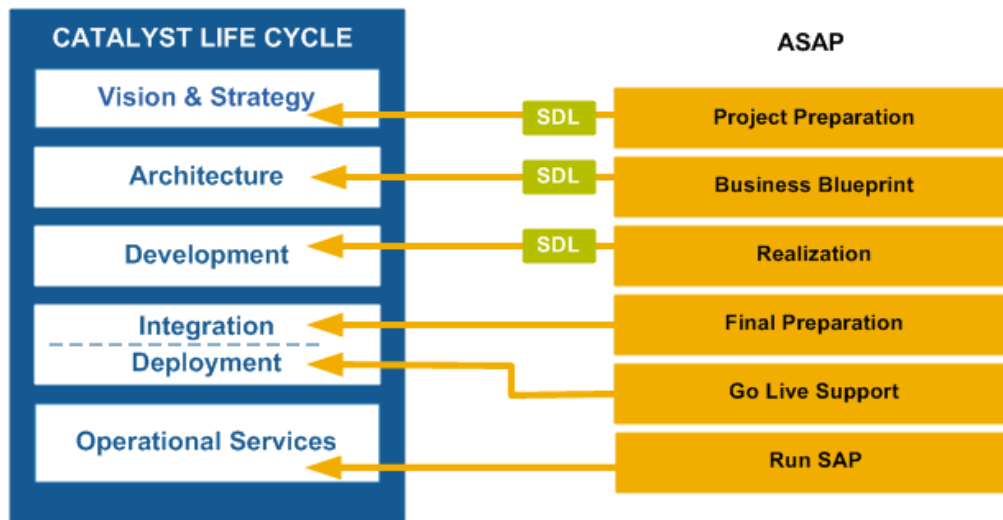 CATALYST LIFE CYCLE
Vision & Strategy
Architecture
Development
Integration
Deployment
Operational Services
SDL
SDL
SDL
ASAP
Project Preparation
Business Blueprint
Realization
Final Preparation
Go Live Support
Run SAP